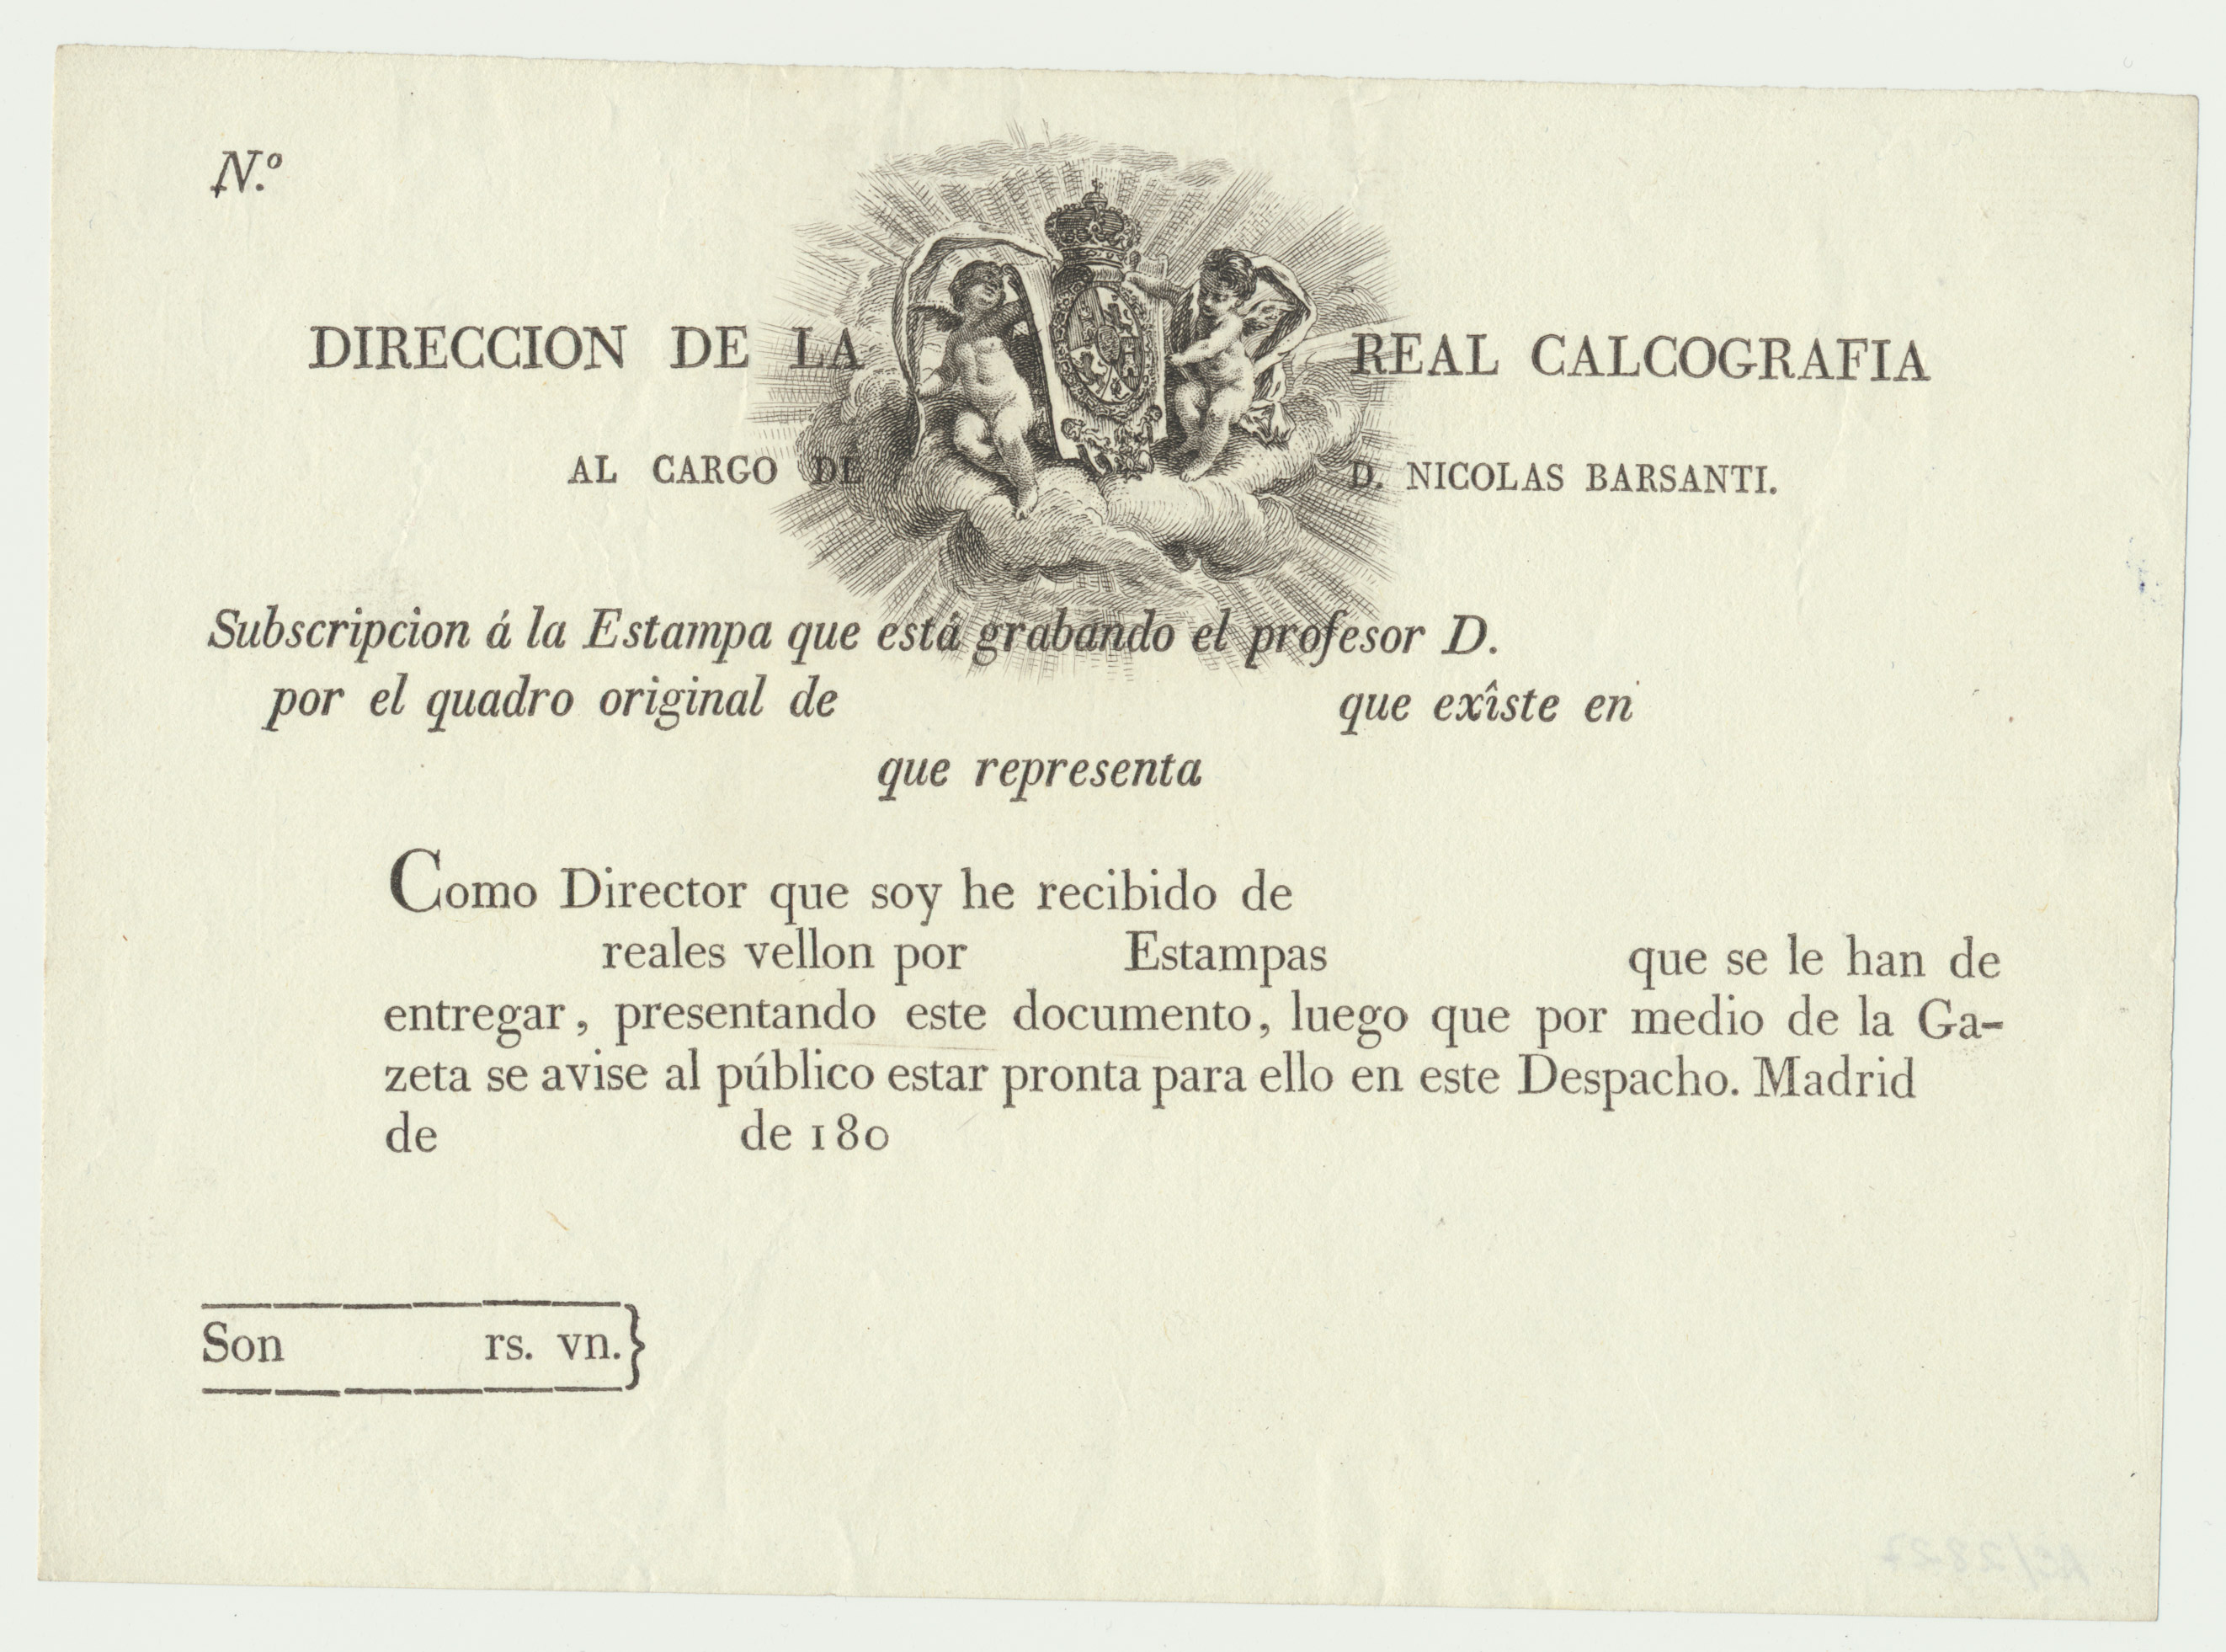 N.º
DIRECCION DE LA REAL CALCOGRAFIA
AL CARGO DE D. NICOLAS BARSANTI.
Subscripcion á la Estampa que está grabando el profesor D.
por el quadro original de que exîste en
que representa
Como Director que soy he recibido de
reales vellon por Estampas que se le han de
entregar, presentando este documento, luego que por medio de la Ga-
zeta se avise al público estar pronta para ello en este Despacho. Madrid
de de 180
Son rs. vn.}
AE/2827